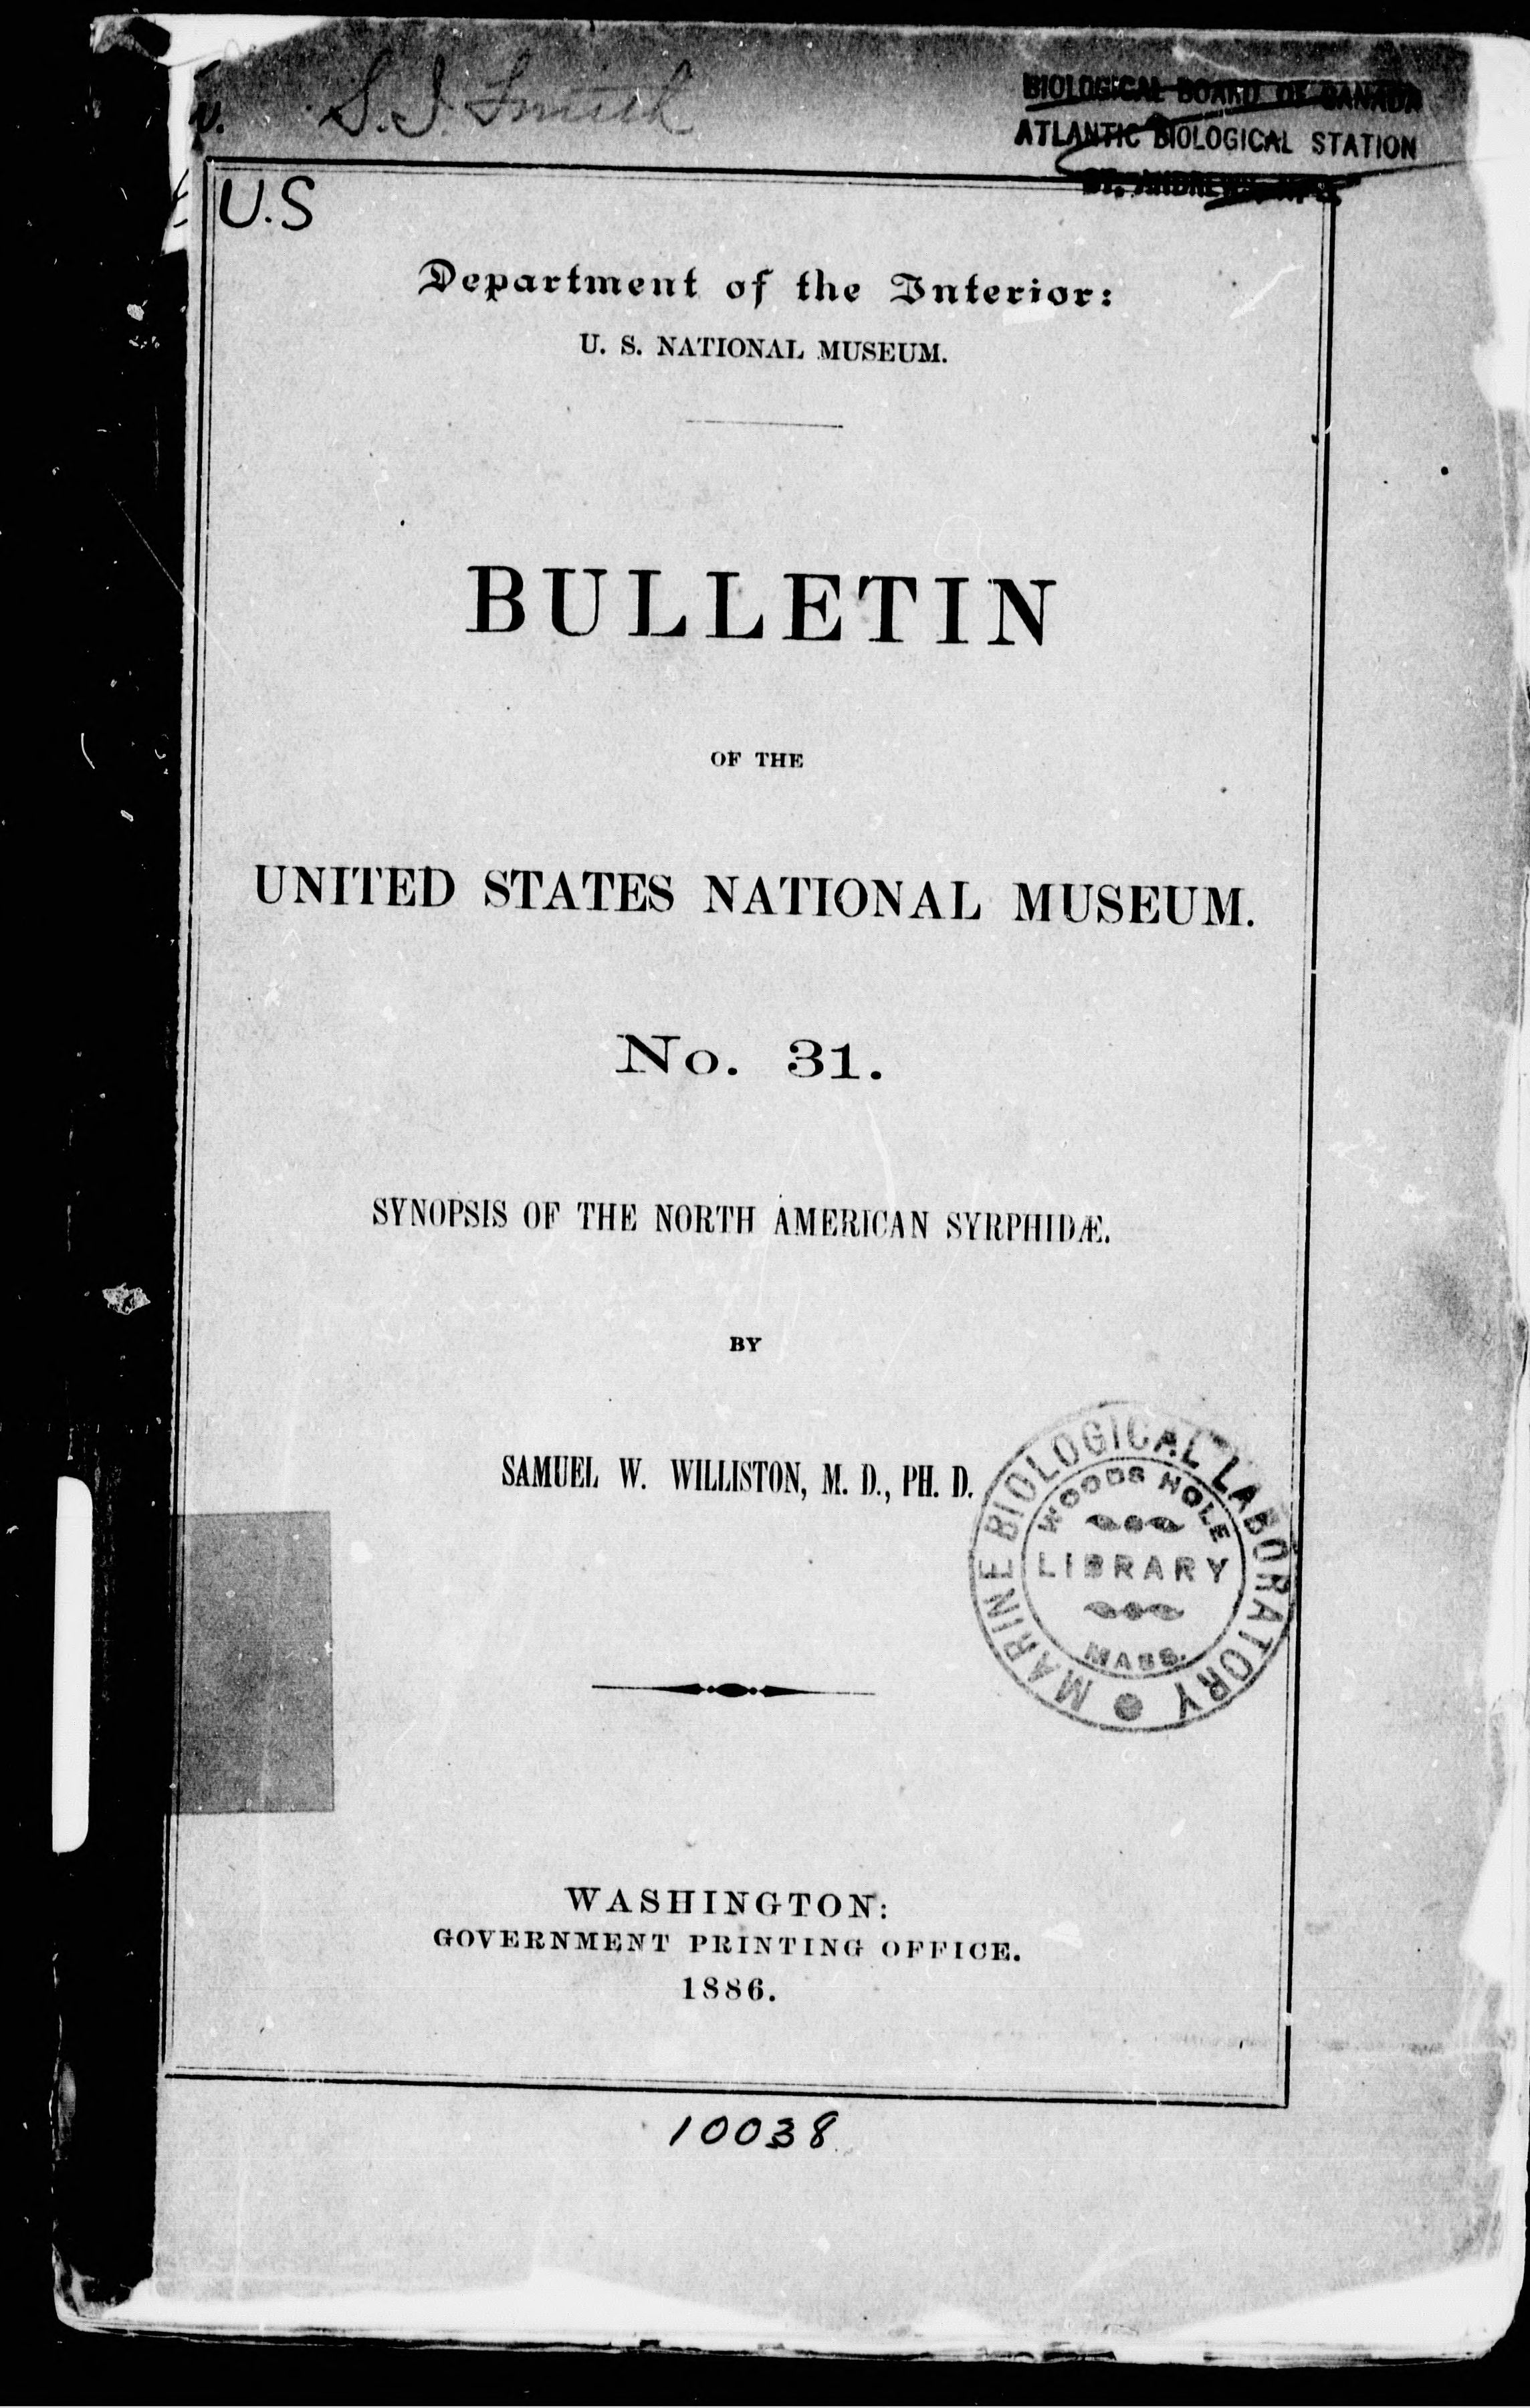 S. I. Smith
BIOLOGICAL BOARD OF CANADA
ATLANTIC BIOLOGICAL STATION
ST. ANDREWS, N. B.
U.S
Department of the Interior:
U. S. NATIONAL MUSEUM.
BULLETIN
OF THE
UNITED STATES NATIONAL MUSEUM.
No. 31.
SYNOPSIS OF THE NORTH AMERICAN SYRPHIDÆ.
BY
SAMUEL W. WILLISTON, M. D., PH. D.
MARINE BIOLOGICAL LABORATORY
WOODS HOLE
LIBRARY
MASS.
WASHINGTON:
GOVERNMENT PRINTING OFFICE.
1886.
10038